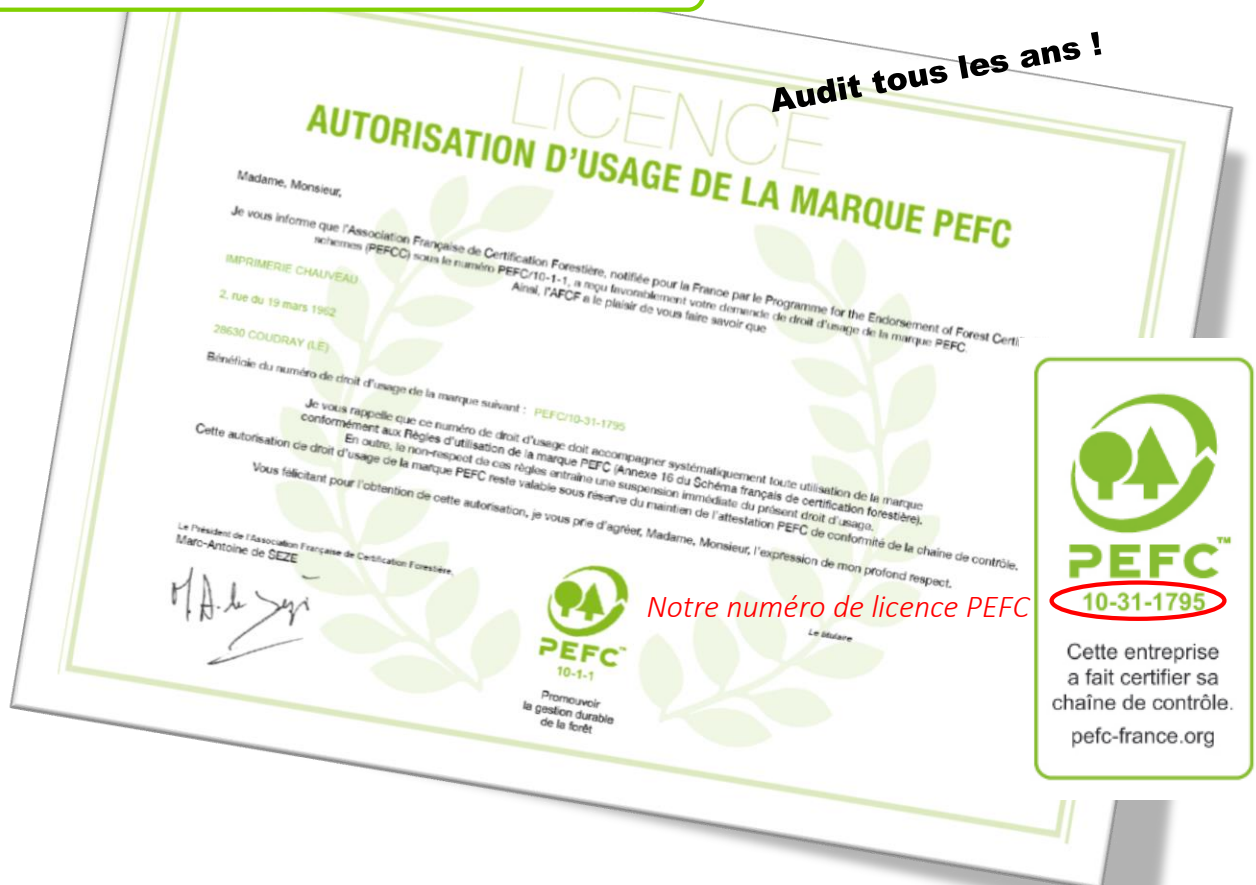 Audit tous les ans !
LICENCE
AUTORISATION D'USAGE DE LA MARQUE PEFC
Madame, Monsieur,
Je vous informe que l'Association Française de Certification Forestière, notifiée pour la France par le Programme for the Endorsement of Forest Certi
schemes (PEFCC) sous le numéro PEFC/10-1-1, a reçu favorablement votre demande de droit d'usage de la marque PEFC.
Ainsi, l'AFCF a le plaisir de vous faire savoir que
IMPRIMERIE CHAUVEAU
2, rue du 19 mars 1962
28630 COUDRAY (LE)
Bénéficie du numéro de droit d'usage de la marque suivant : PEFC/10-31-1795
Je vous rappelle que ce numéro de droit d'usage doit accompagner systématiquement toute utilisation de la marque
conformément aux Règles d'utilisation de la marque PEFC (Annexe 16 du Schéma français de certification forestière).
En outre, le non-respect de ces règles entraine une suspension immédiate du présent droit d'usage.
Cette autorisation de droit d'usage de la marque PEFC reste valable sous réserve du maintien de l'attestation PEFC de conformité de la chaîne de contrôle.
Vous félicitant pour l'obtention de cette autorisation, je vous prie d'agréer, Madame, Monsieur, l'expression de mon profond respect.
Le Président de l'Association Française de Certification Forestière,
Marc-Antoine de SEZE
PEFC™
10-1-1
Promouvoir
la gestion durable
de la forêt
Notre numéro de licence PEFC
Le titulaire
PEFC™
10-31-1795
Cette entreprise
a fait certifier sa
chaîne de contrôle.
pefc-france.org